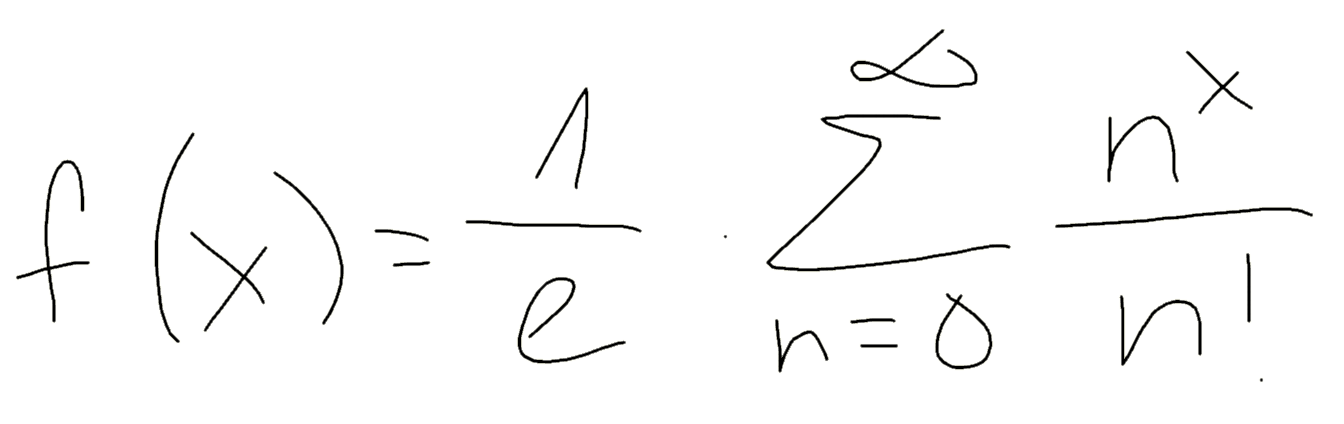 f(x) = 1/e · ∑_{n=0}^{∞} n^x/n!